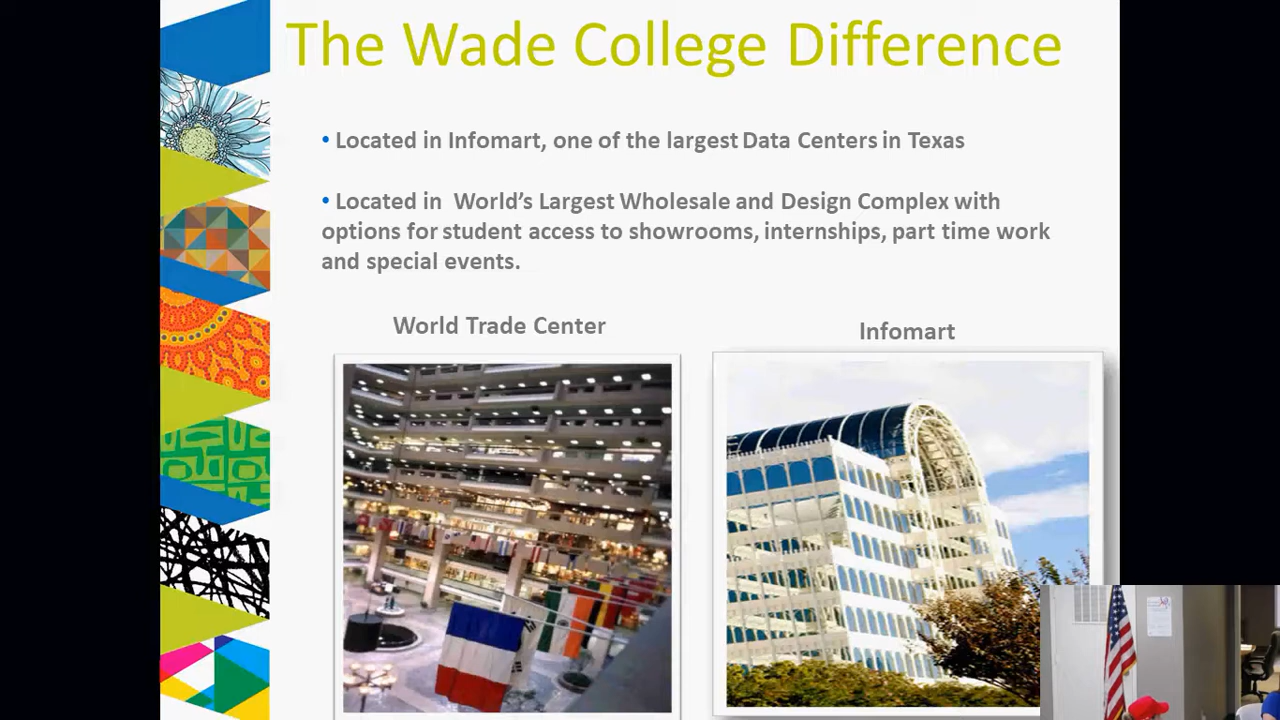 The Wade College Difference
• Located in Infomart, one of the largest Data Centers in Texas
• Located in World's Largest Wholesale and Design Complex with
options for student access to showrooms, internships, part time work
and special events.
World Trade Center
Infomart